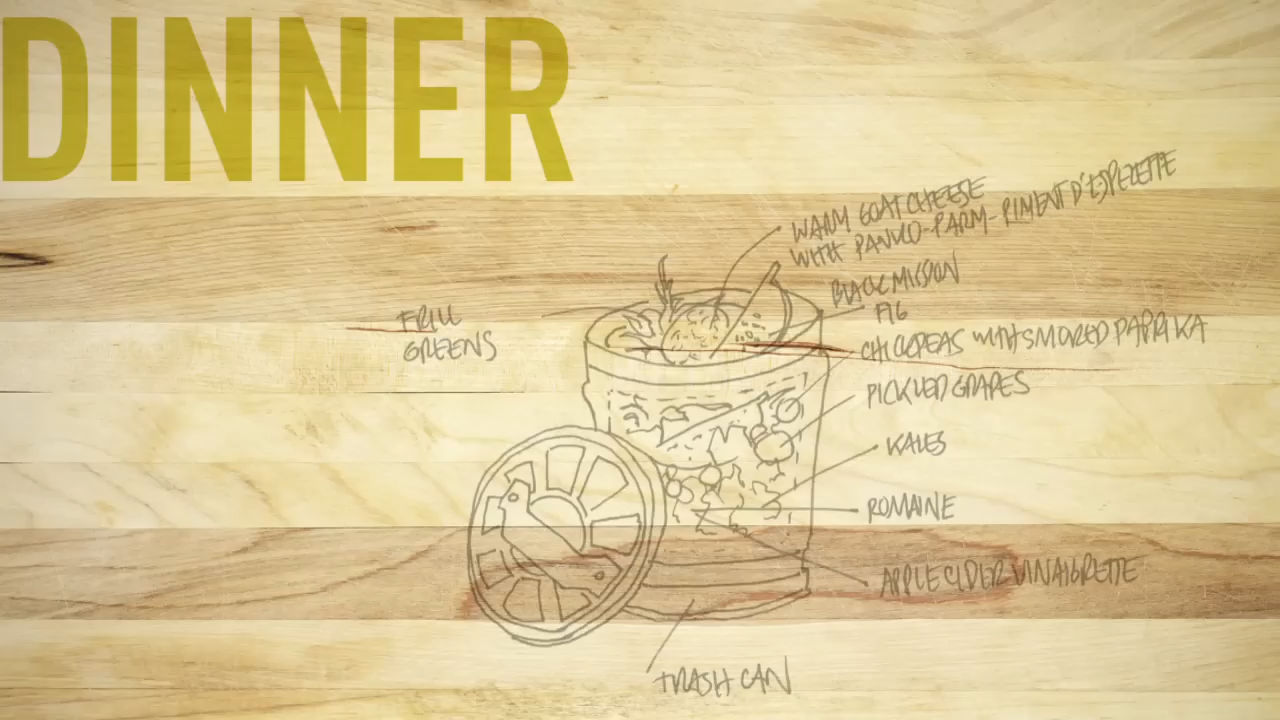 DINNER
WARM GOAT CHEESE
WITH PANKO-PARM-PIMENT D'ESPELETTE
BLACK MISSION
FIG
FRILL
GREENS
CHICKPEAS WITH SMOKED PAPRIKA
PICKLED GRAPES
KALES
ROMAINE
APPLE CIDER VINAIGRETTE
TRASH CAN